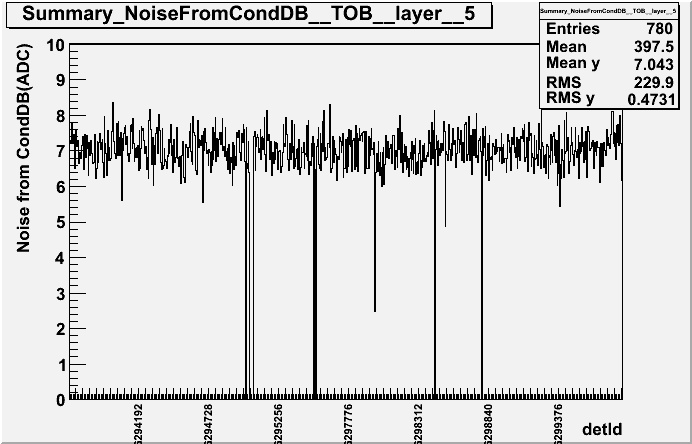 Summary_NoiseFromCondDB__TOB__layer__5
Summary_NoiseFromCondDB__TOB__layer__5
Entries 780
Mean 397.5
Mean y 7.043
RMS 229.9
RMS y 0.4731
Noise from CondDB(ADC)
10
9
8
7
6
5
4
3
2
1
0
6294192
6294728
6295256
6297776
6298312
6298840
6299376
detId